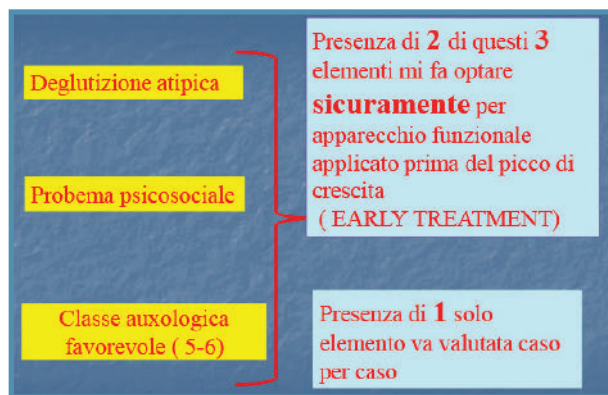 Deglutizione atipica
Probema psicosociale
Classe auxologica
favorevole ( 5-6)
Presenza di 2 di questi 3
elementi mi fa optare
sicuramente per
apparecchio funzionale
applicato prima del picco di
crescita
( EARLY TREATMENT)
Presenza di 1 solo
elemento va valutata caso
per caso